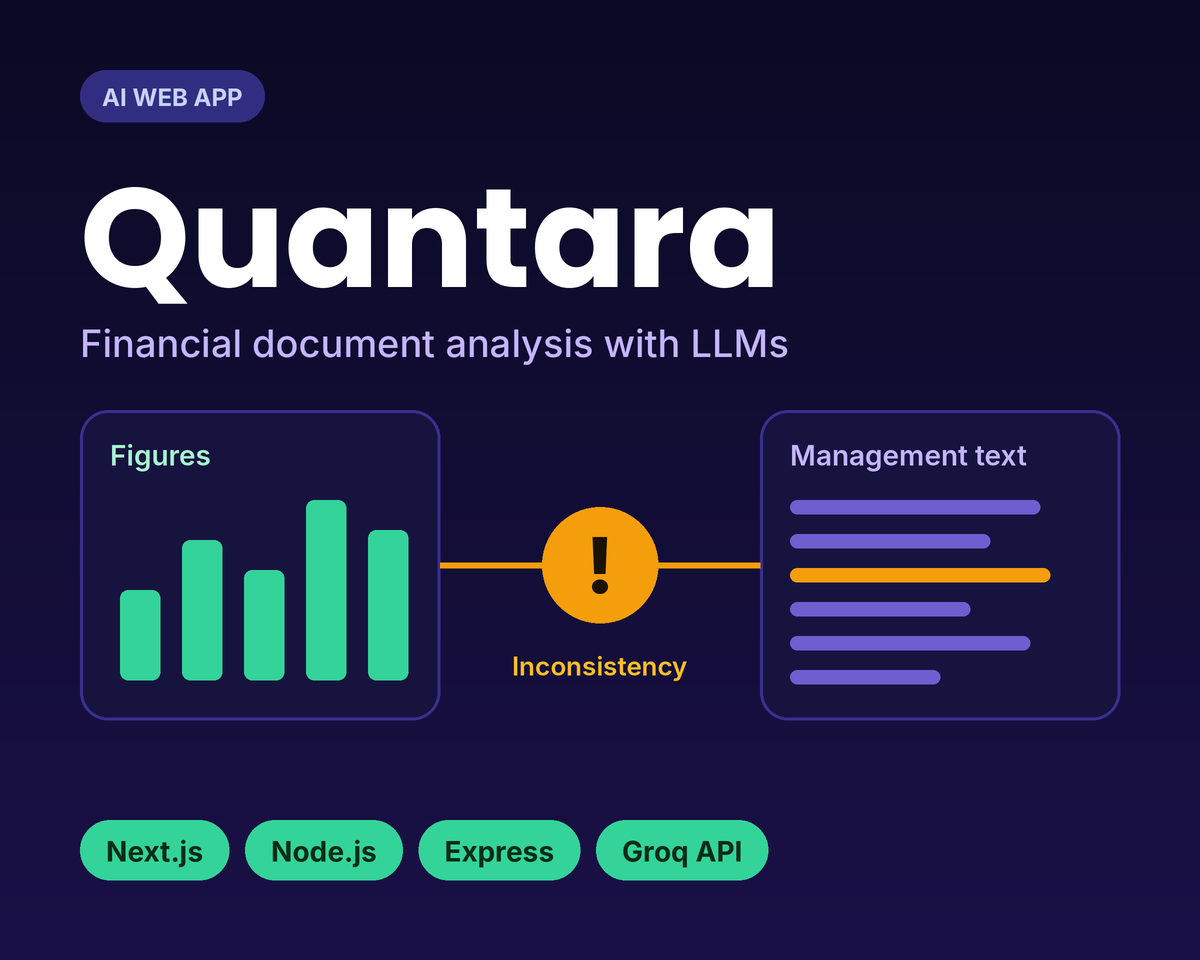 AI WEB APP
Quantara
Financial document analysis with LLMs
Figures
Management text
!
Inconsistency
Next.js
Node.js
Express
Groq API